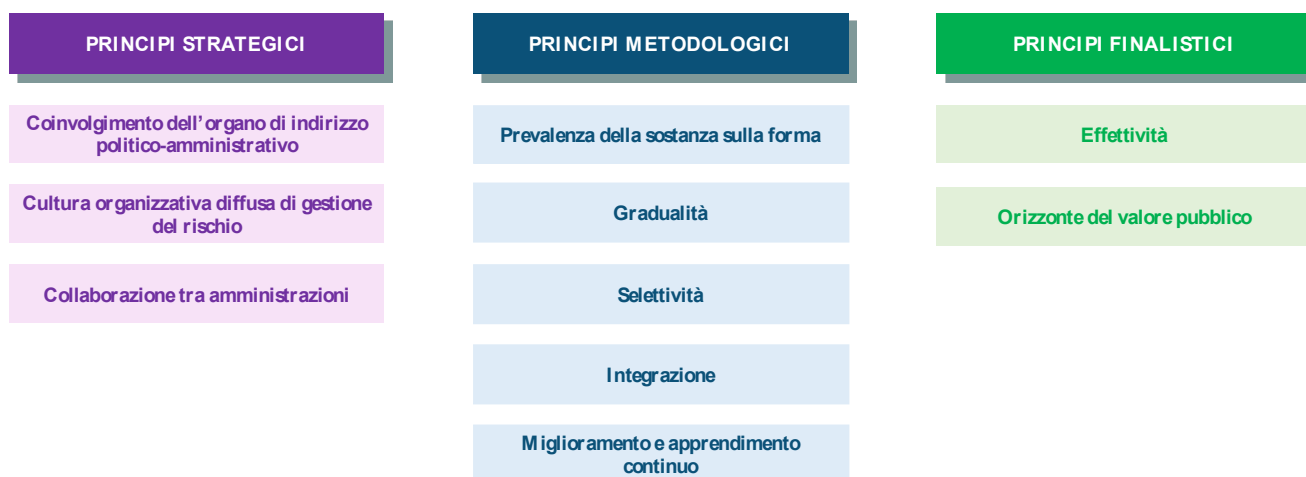 PRINCIPI STRATEGICI
Coinvolgimento dell'organo di indirizzo
politico-amministrativo
Cultura organizzativa diffusa di gestione
del rischio
Collaborazione tra amministrazioni
PRINCIPI METODOLOGICI
Prevalenza della sostanza sulla forma
Gradualità
Selettività
Integrazione
Miglioramento e apprendimento
continuo
PRINCIPI FINALISTICI
Effettività
Orizzonte del valore pubblico